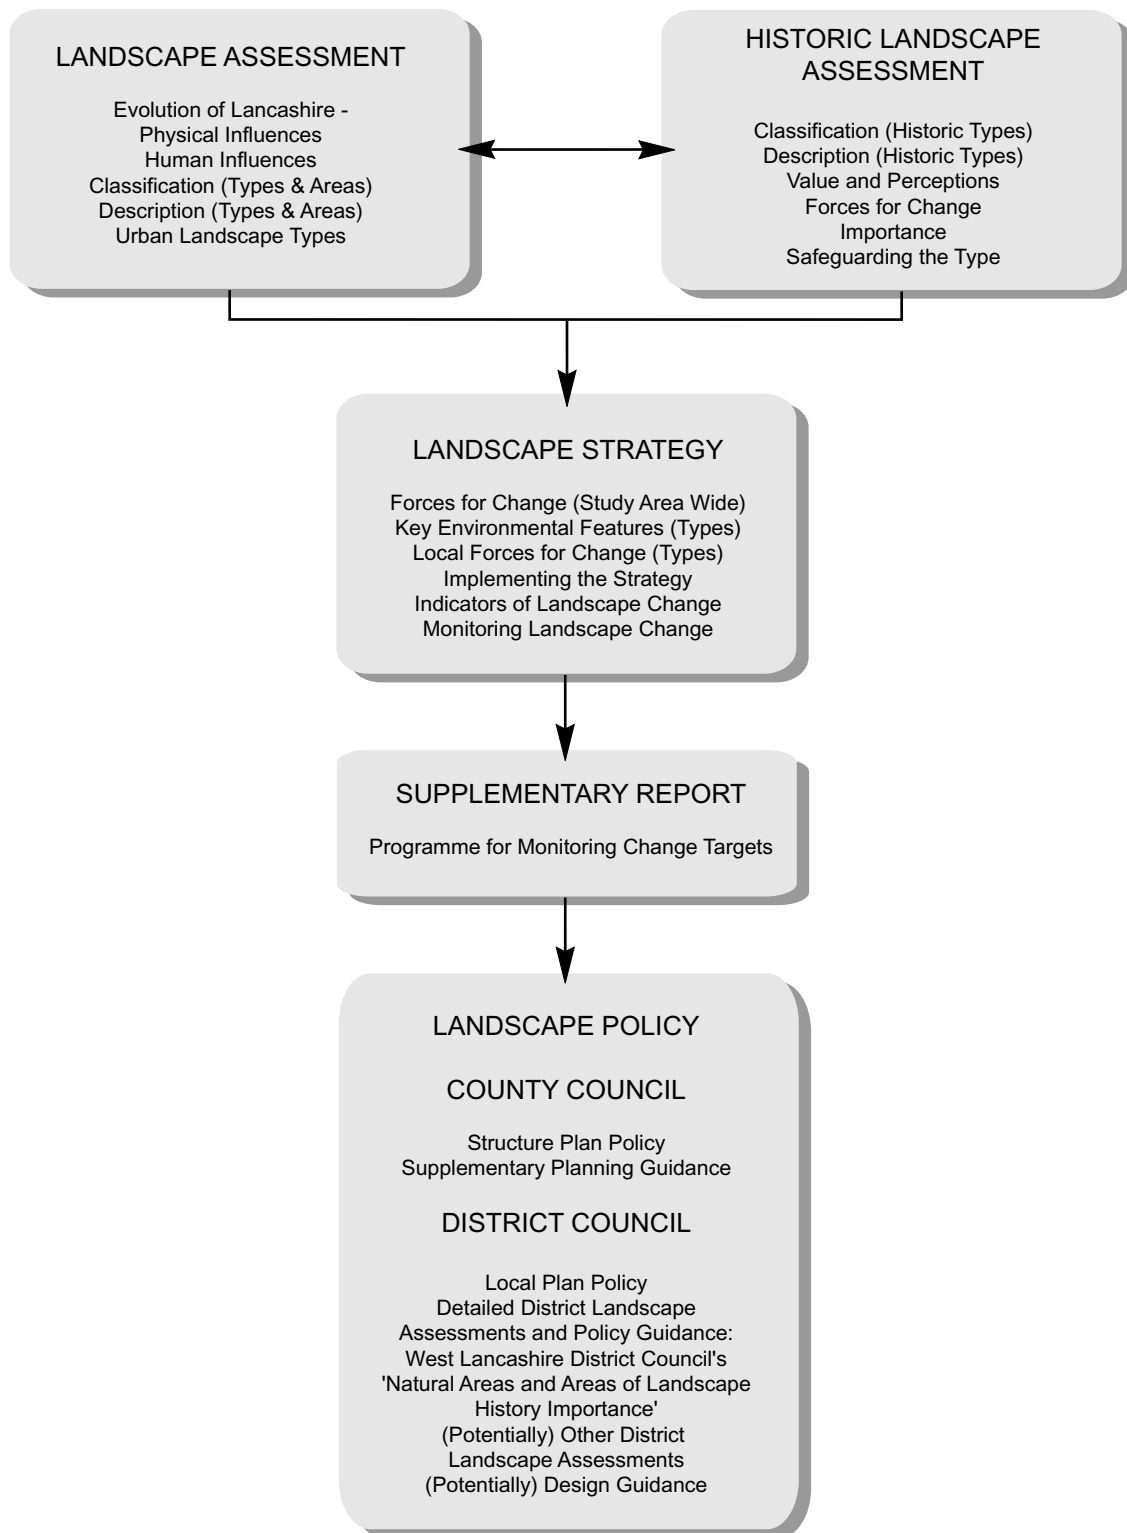 LANDSCAPE ASSESSMENT
Evolution of Lancashire -
Physical Influences
Human Influences
Classification (Types & Areas)
Description (Types & Areas)
Urban Landscape Types
HISTORIC LANDSCAPE
ASSESSMENT
Classification (Historic Types)
Description (Historic Types)
Value and Perceptions
Forces for Change
Importance
Safeguarding the Type
LANDSCAPE STRATEGY
Forces for Change (Study Area Wide)
Key Environmental Features (Types)
Local Forces for Change (Types)
Implementing the Strategy
Indicators of Landscape Change
Monitoring Landscape Change
SUPPLEMENTARY REPORT
Programme for Monitoring Change Targets
LANDSCAPE POLICY
COUNTY COUNCIL
Structure Plan Policy
Supplementary Planning Guidance
DISTRICT COUNCIL
Local Plan Policy
Detailed District Landscape
Assessments and Policy Guidance:
West Lancashire District Council's
'Natural Areas and Areas of Landscape
History Importance'
(Potentially) Other District
Landscape Assessments
(Potentially) Design Guidance